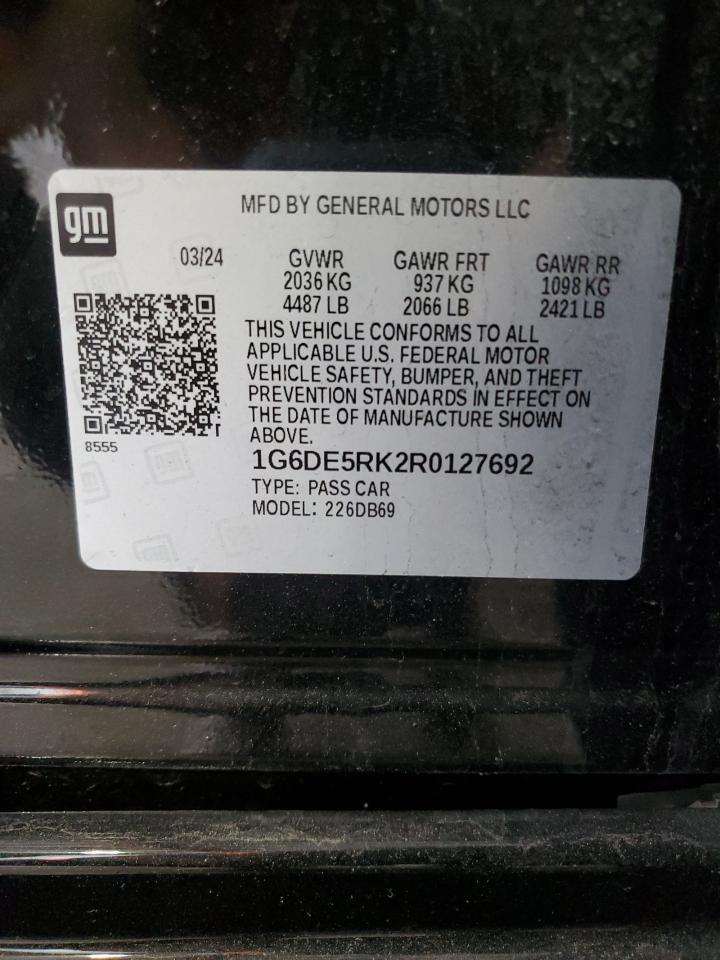 gm
MFD BY GENERAL MOTORS LLC
03/24 GVWR GAWR FRT GAWR RR
2036 KG 937 KG 1098 KG
4487 LB 2066 LB 2421 LB
THIS VEHICLE CONFORMS TO ALL
APPLICABLE U.S. FEDERAL MOTOR
VEHICLE SAFETY, BUMPER, AND THEFT
PREVENTION STANDARDS IN EFFECT ON
THE DATE OF MANUFACTURE SHOWN
ABOVE.
8555
1G6DE5RK2R0127692
TYPE: PASS CAR
MODEL: 226DB69